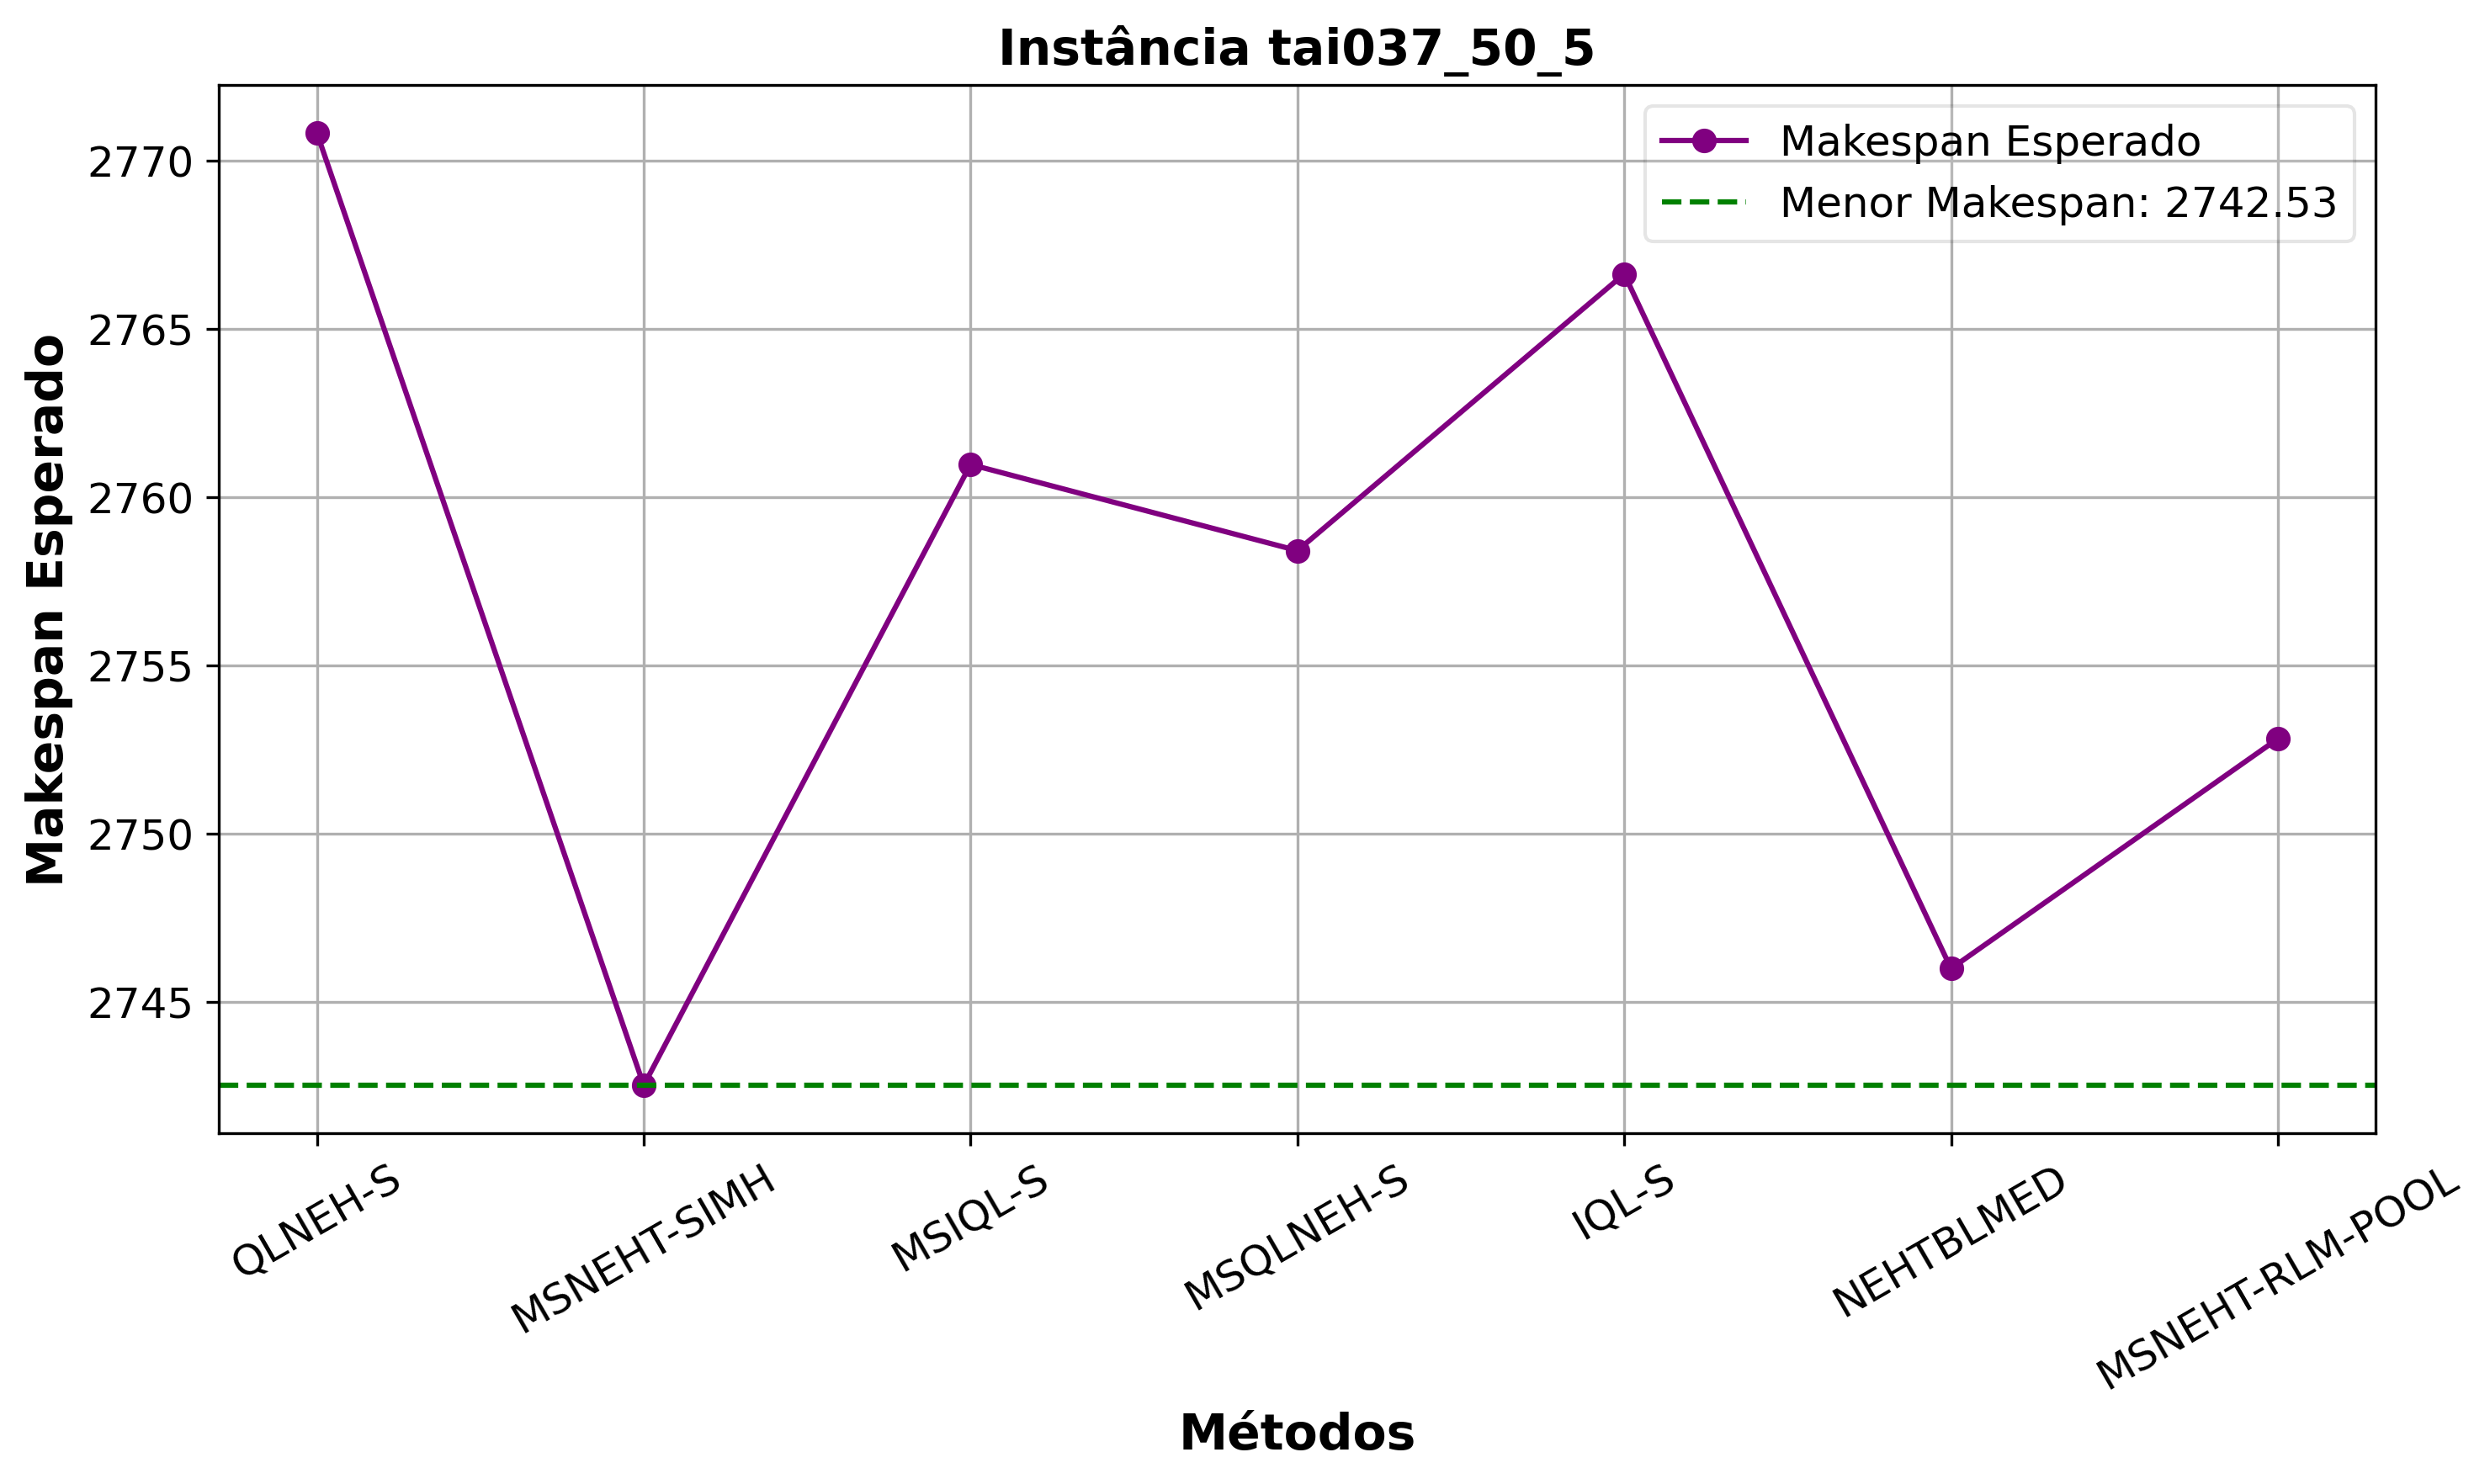 Instância tai037_50_5
Makespan Esperado
Menor Makespan: 2742.53
Makespan Esperado
2770
2765
2760
2755
2750
2745
QLNEH-S
MSNEHT-SIMH
MSIQL-S
MSQLNEH-S
IQL-S
NEHTBLMED
MSNEHT-RLM-POOL
Métodos